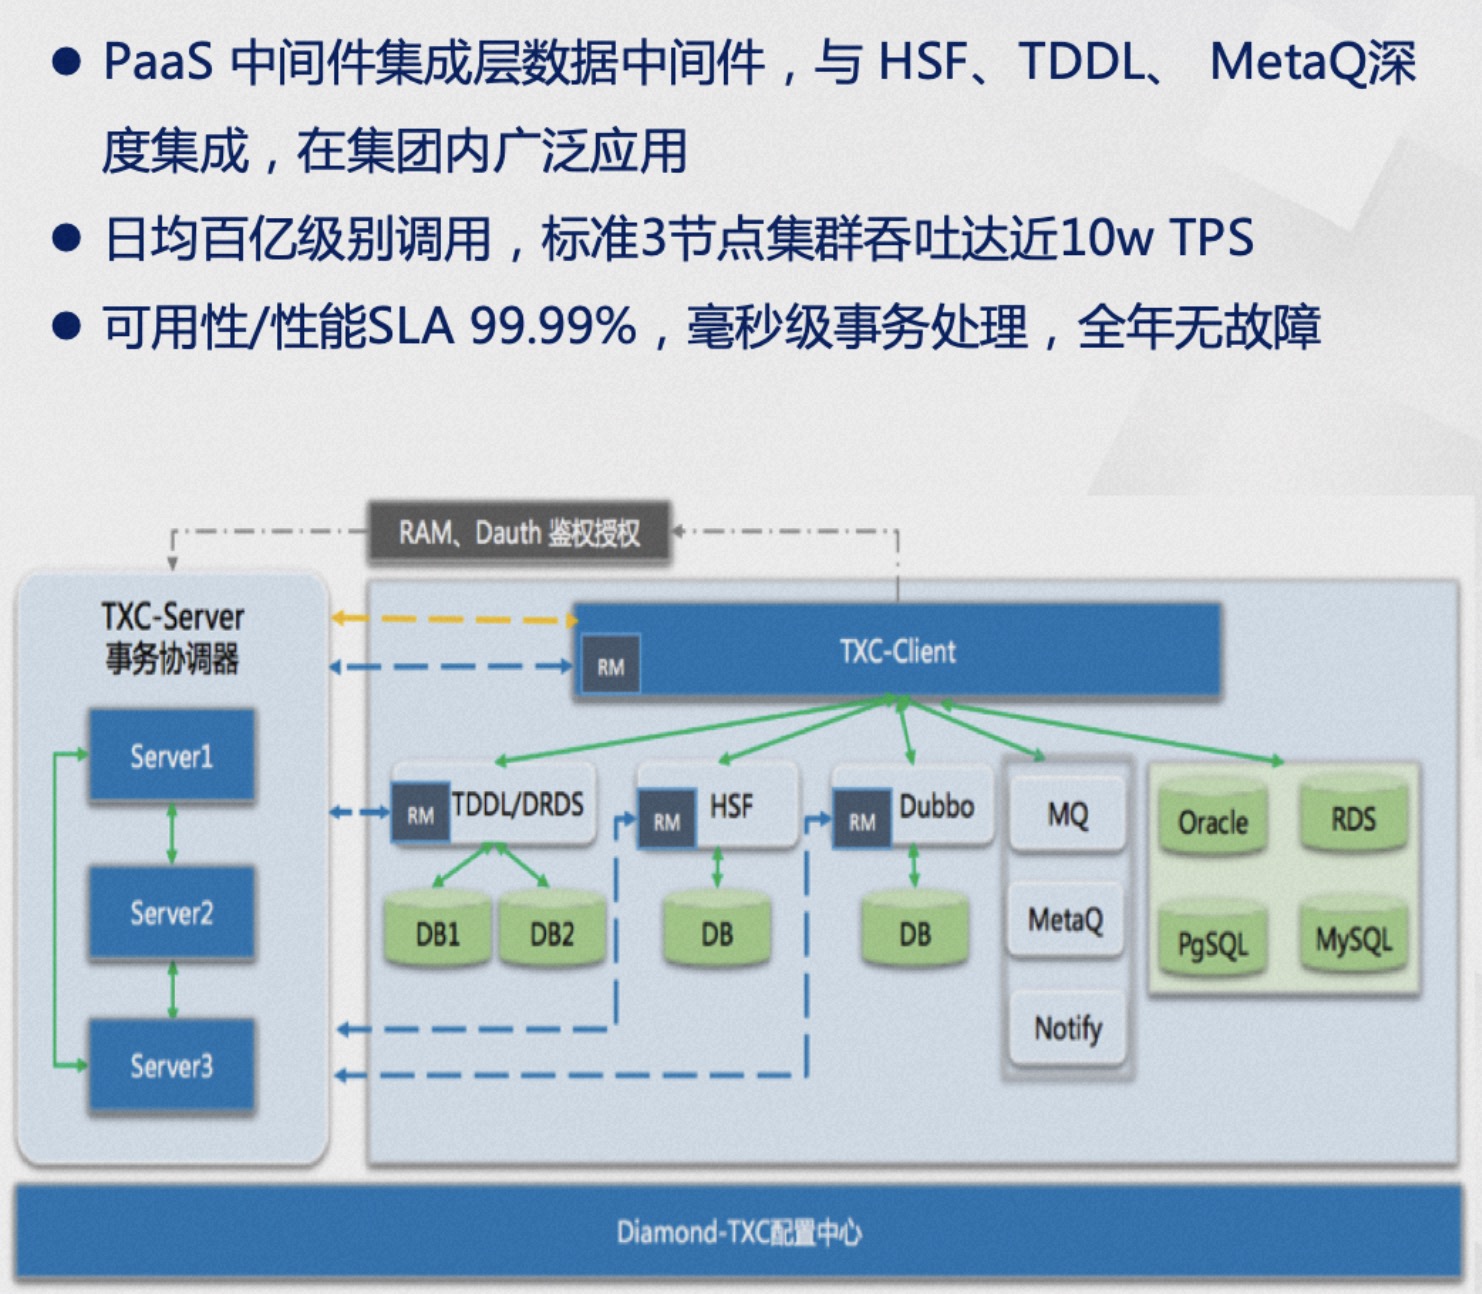 PaaS 中间件集成层数据中间件，与 HSF、TDDL、 MetaQ深
度集成，在集团内广泛应用
日均百亿级别调用，标准3节点集群吞吐达近10w TPS
可用性/性能SLA 99.99%，毫秒级事务处理，全年无故障
RAM、Dauth 鉴权授权
TXC-Server
事务协调器
Server1
Server2
Server3
TXC-Client
RM
RM
TDDL/DRDS
RM
HSF
RM
Dubbo
DB1
DB2
DB
DB
MQ
MetaQ
Notify
Oracle
RDS
PgSQL
MySQL
Diamond-TXC配置中心